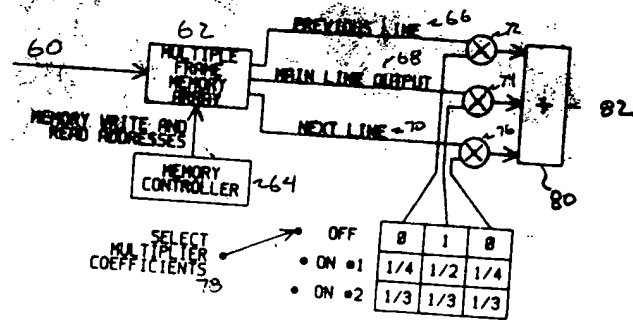 60
62
MULTIPLE
FRAME
MEMORY
ARRAY
PREVIOUS LINE ~66
~72
68
MAIN LINE OUTPUT
~74
+
82
NEXT LINE ~70
~76
80
MEMORY WRITE AND
READ ADDRESSES
MEMORY
CONTROLLER
~64
SELECT
MULTIPLIER
COEFFICIENTS
78
• OFF 0 1 0
• ON #1 1/4 1/2 1/4
• ON #2 1/3 1/3 1/3